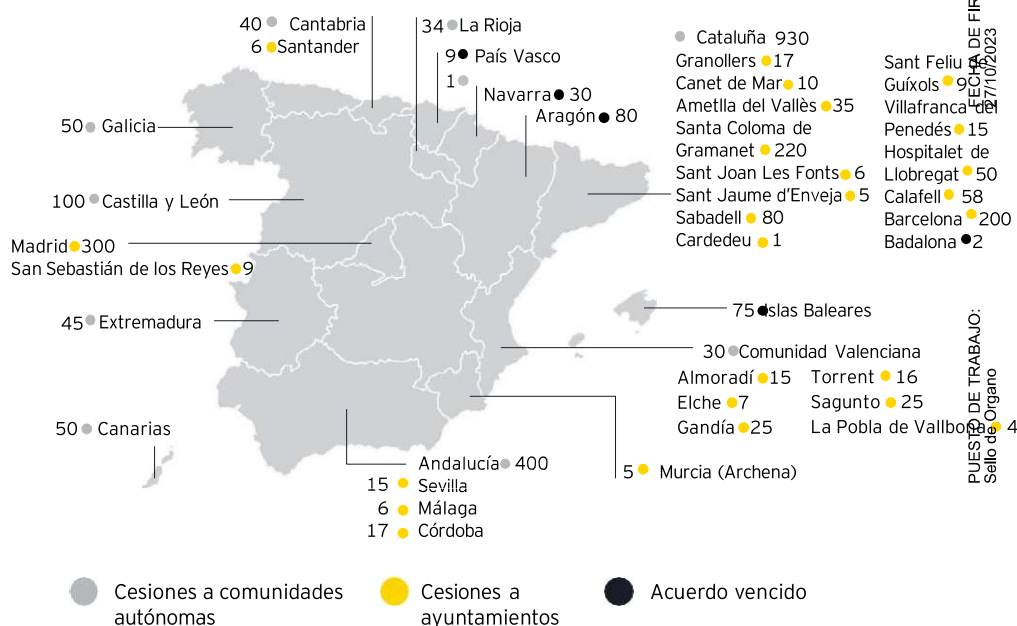 40 Cantabria
6 Santander
34 La Rioja
9 País Vasco
1
Navarra 30
Aragón 80
50 Galicia
100 Castilla y León
Madrid 300
San Sebastián de los Reyes 9
45 Extremadura
50 Canarias
Cataluña 930
Granollers 17
Canet de Mar 10
Ametlla del Vallès 35
Santa Coloma de
Gramanet 220
Sant Joan Les Fonts 6
Sant Jaume d'Enveja 5
Sabadell 80
Cardedeu 1
Sant Feliu de
Guíxols 9
Villafranca del
Penedés 15
Hospitalet de
Llobregat 50
Calafell 58
Barcelona 200
Badalona 2
75 Islas Baleares
30 Comunidad Valenciana
Almoradí 15
Elche 7
Gandía 25
Torrent 16
Sagunto 25
La Pobla de Vallbona 4
Andalucía 400
15 Sevilla
6 Málaga
17 Córdoba
5 Murcia (Archena)
Cesiones a comunidades
autónomas
Cesiones a
ayuntamientos
Acuerdo vencido
FECHA DE FIR
27/10/2023
PUESTO DE TRABAJO:
Sello de Organo